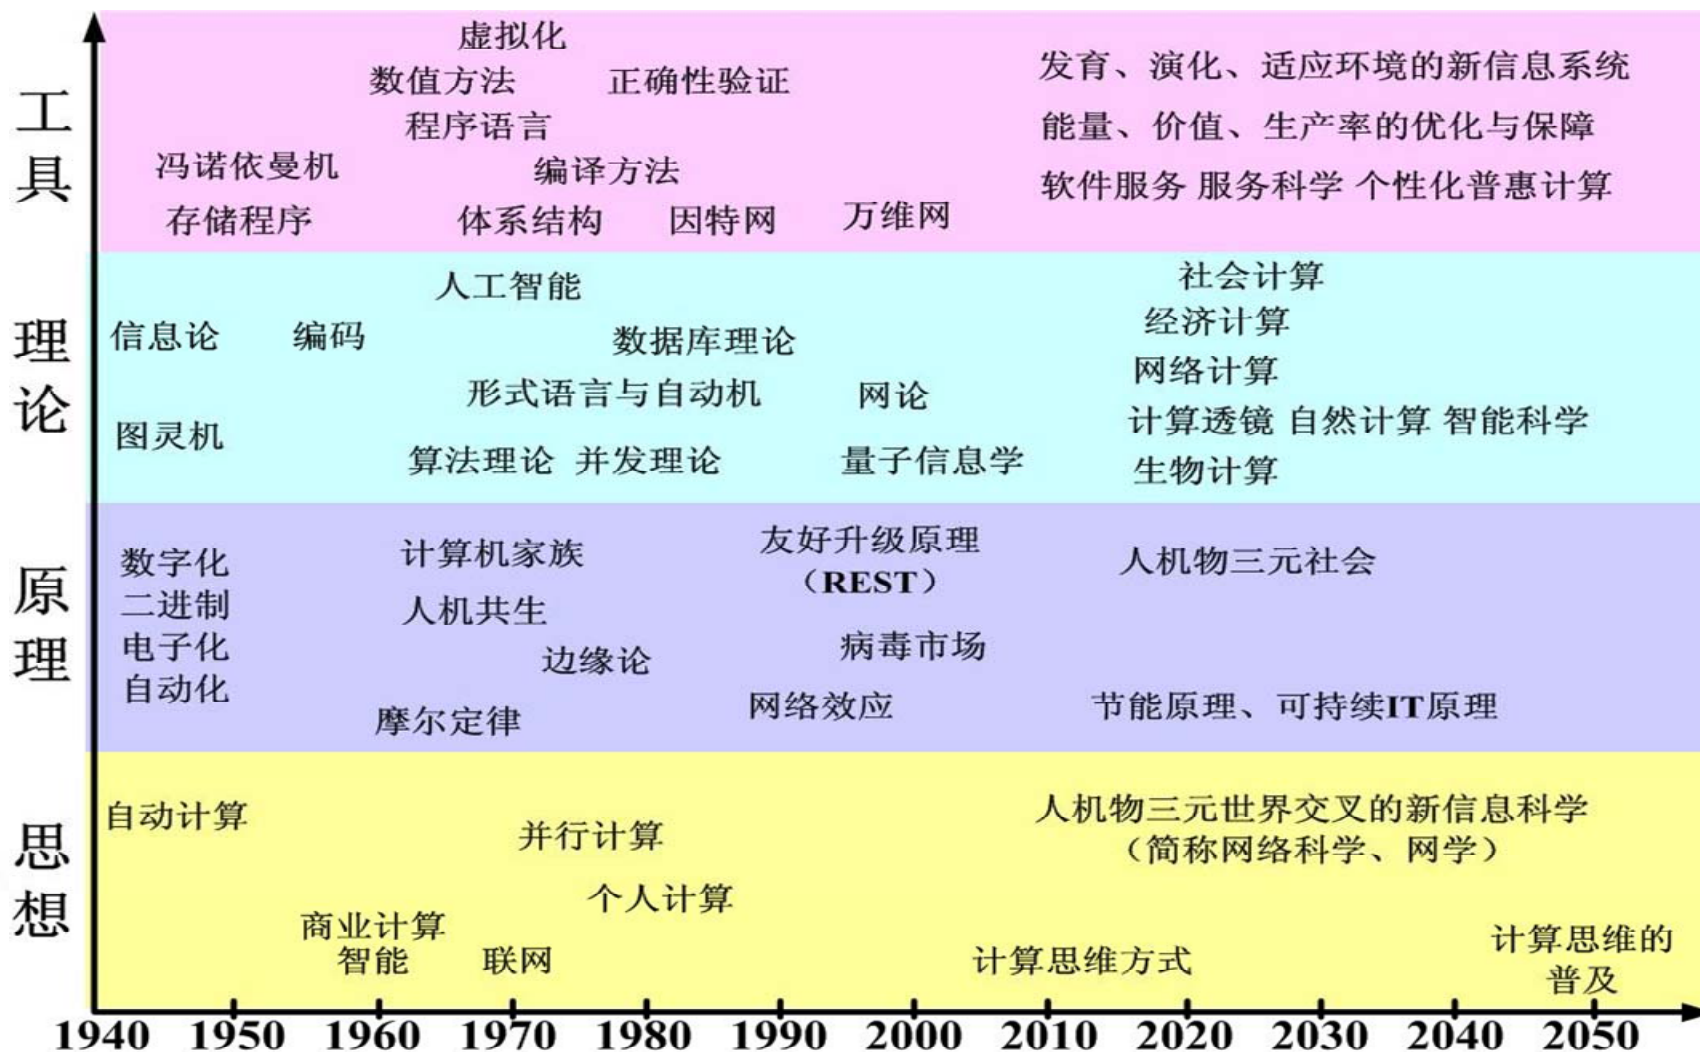 工具
虚拟化
数值方法 正确性验证
程序语言
冯诺依曼机 编译方法
存储程序 体系结构 因特网 万维网
发育、演化、适应环境的新信息系统
能量、价值、生产率的优化与保障
软件服务 服务科学 个性化普惠计算
理论
人工智能
信息论 编码 数据库理论
形式语言与自动机 网论
图灵机
算法理论 并发理论 量子信息学
社会计算
经济计算
网络计算
计算透镜 自然计算 智能科学
生物计算
原理
数字化
二进制
电子化
自动化
计算机家族
人机共生
边缘论
摩尔定律
友好升级原理
（REST）
病毒市场
网络效应
人机物三元社会
节能原理、可持续IT原理
思想
自动计算
并行计算
个人计算
商业计算
智能 联网
人机物三元世界交叉的新信息科学
（简称网络科学、网学）
计算思维方式
计算思维的
普及
1940 1950 1960 1970 1980 1990 2000 2010 2020 2030 2040 2050